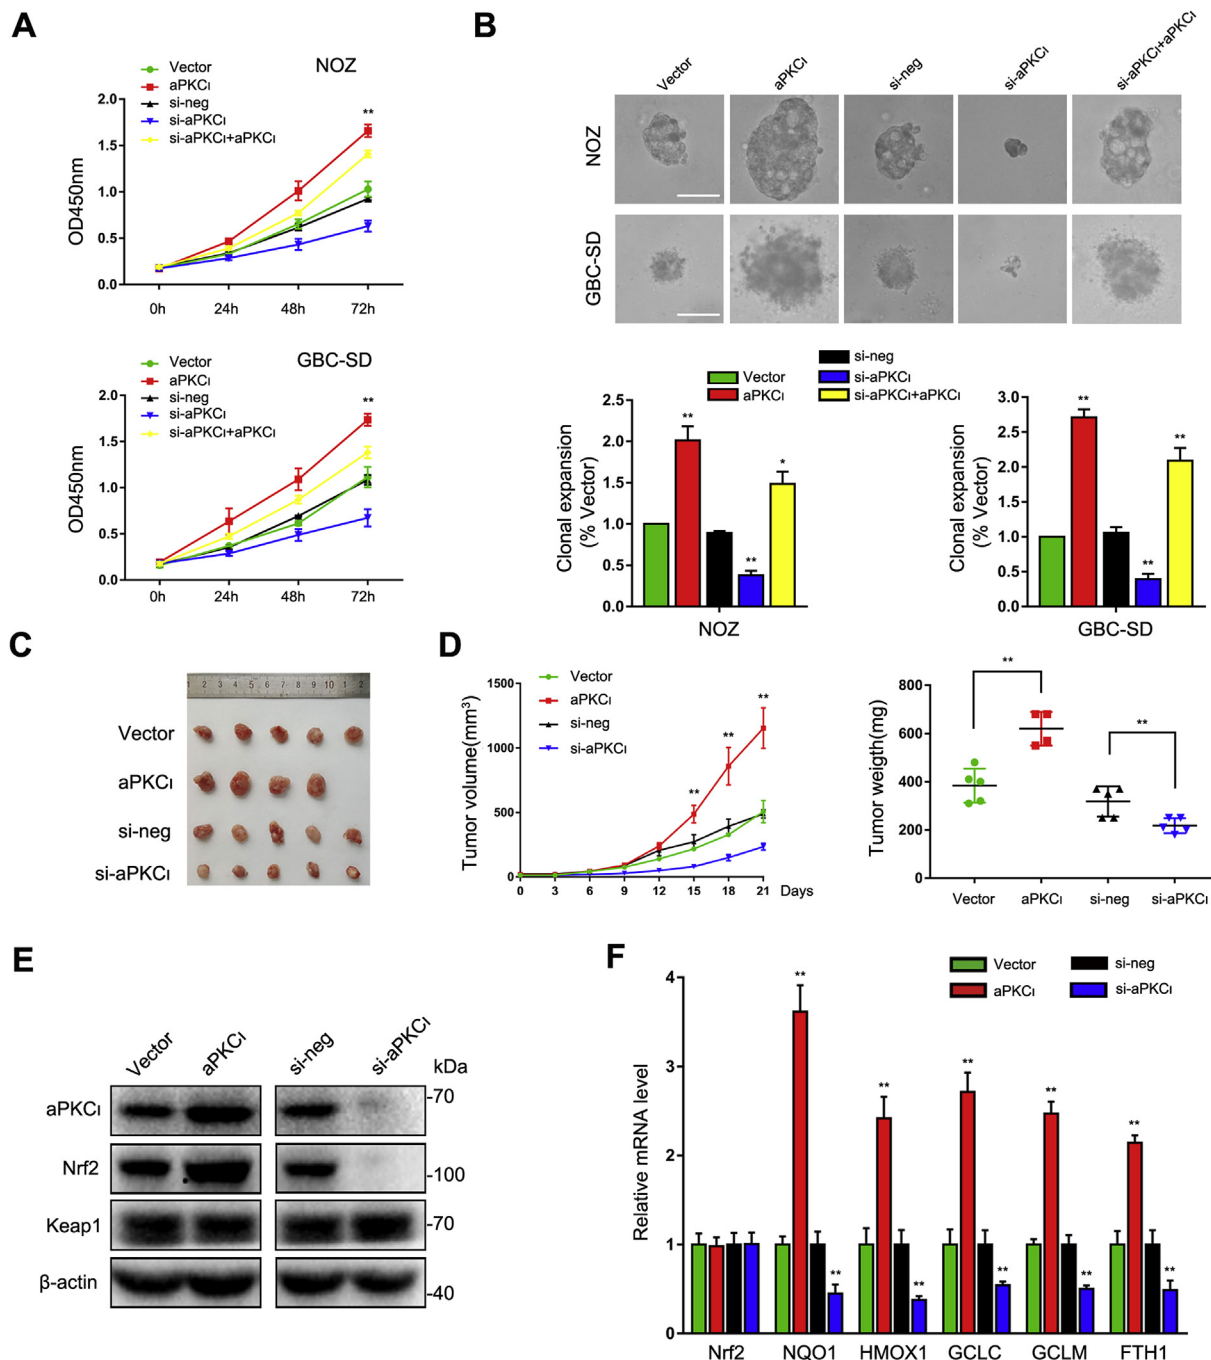 A
NOZ
Vector
aPKCι
si-neg
si-aPKCι
si-aPKCι+aPKCι
OD450nm
2.0
1.5
1.0
0.5
0.0
0h 24h 48h 72h
**
GBC-SD
Vector
aPKCι
si-neg
si-aPKCι
si-aPKCι+aPKCι
OD450nm
2.0
1.5
1.0
0.5
0.0
0h 24h 48h 72h
**
B
Vector aPKCι si-neg si-aPKCι si-aPKCι+aPKCι
NOZ
GBC-SD
Vector
aPKCι
si-neg
si-aPKCι
si-aPKCι+aPKCι
Clonal expansion
(% Vector)
2.5
2.0
1.5
1.0
0.5
0.0
** ** *
NOZ
Clonal expansion
(% Vector)
3.0
2.5
2.0
1.5
1.0
0.5
0.0
** ** **
GBC-SD
C
1 2 3 4 5 6 7 8 9 10 1 2
Vector
aPKCι
si-neg
si-aPKCι
D
Vector
aPKCι
si-neg
si-aPKCι
Tumor volume(mm³)
1500
1000
500
0
0 3 6 9 12 15 18 21 Days
** ** **
Tumor weigth(mg)
800
600
400
200
0
** **
Vector aPKCι si-neg si-aPKCι
E
Vector aPKCι si-neg si-aPKCι kDa
aPKCι -70
Nrf2 -100
Keap1 -70
β-actin -40
F
Vector
aPKCι
si-neg
si-aPKCι
Relative mRNA level
4
3
2
1
0
** ** ** ** ** ** ** ** ** **
Nrf2 NQO1 HMOX1 GCLC GCLM FTH1